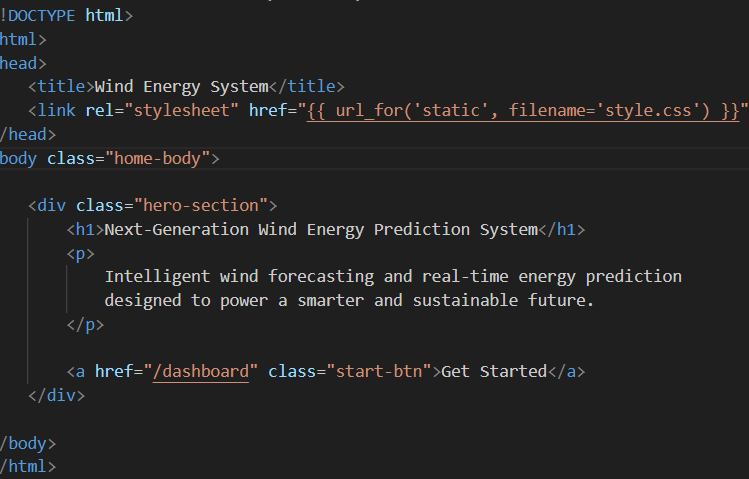 !DOCTYPE html>
html>
head>
<title>Wind Energy System</title>
<link rel="stylesheet" href="{{ url_for('static', filename='style.css') }}"
/head>
body class="home-body">
<div class="hero-section">
<h1>Next-Generation Wind Energy Prediction System</h1>
<p>
Intelligent wind forecasting and real-time energy prediction
designed to power a smarter and sustainable future.
</p>
<a href="/dashboard" class="start-btn">Get Started</a>
</div>
/body>
/html>